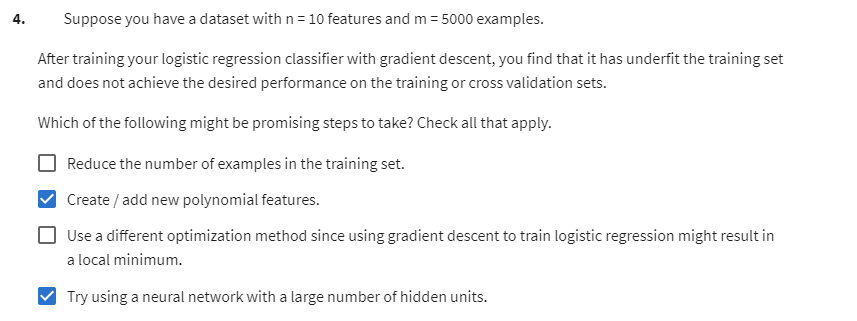 4. Suppose you have a dataset with n = 10 features and m = 5000 examples.
After training your logistic regression classifier with gradient descent, you find that it has underfit the training set
and does not achieve the desired performance on the training or cross validation sets.
Which of the following might be promising steps to take? Check all that apply.
Reduce the number of examples in the training set.
Create / add new polynomial features.
Use a different optimization method since using gradient descent to train logistic regression might result in
a local minimum.
Try using a neural network with a large number of hidden units.